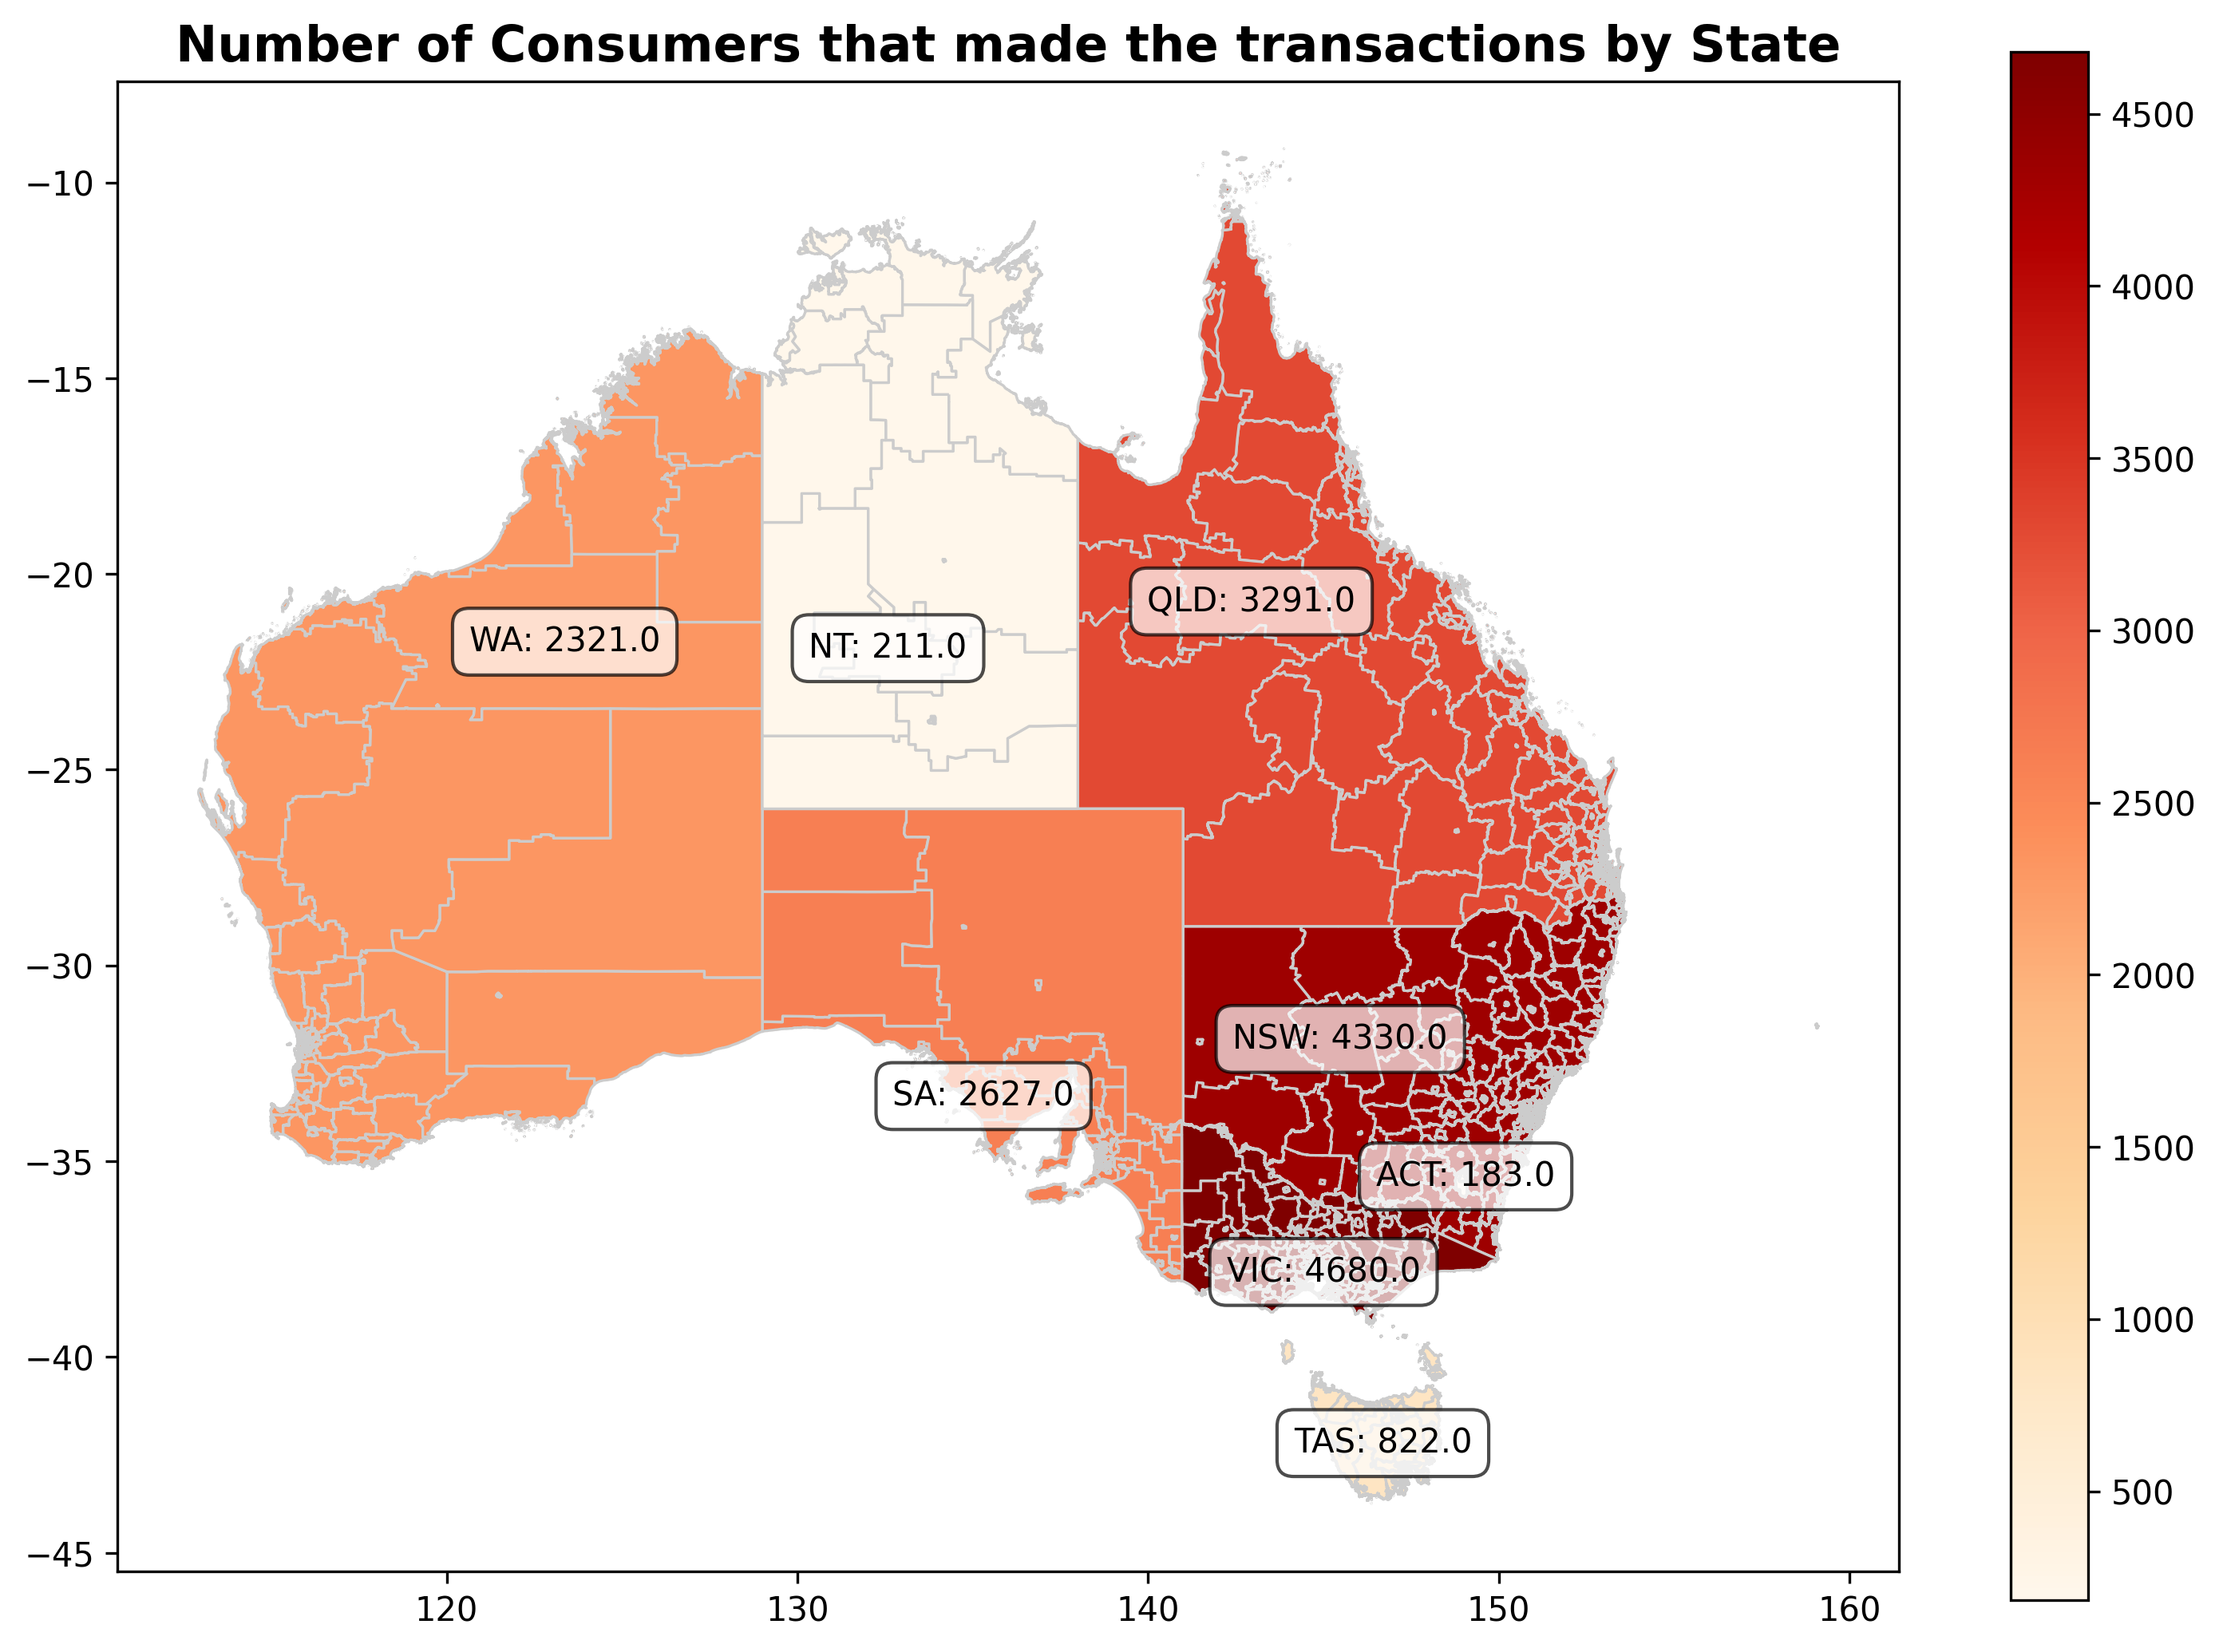 Number of Consumers that made the transactions by State
−10
−15
−20
−25
−30
−35
−40
−45
QLD: 3291.0
WA: 2321.0
NT: 211.0
NSW: 4330.0
SA: 2627.0
ACT: 183.0
VIC: 4680.0
TAS: 822.0
120
130
140
150
160
4500
4000
3500
3000
2500
2000
1500
1000
500